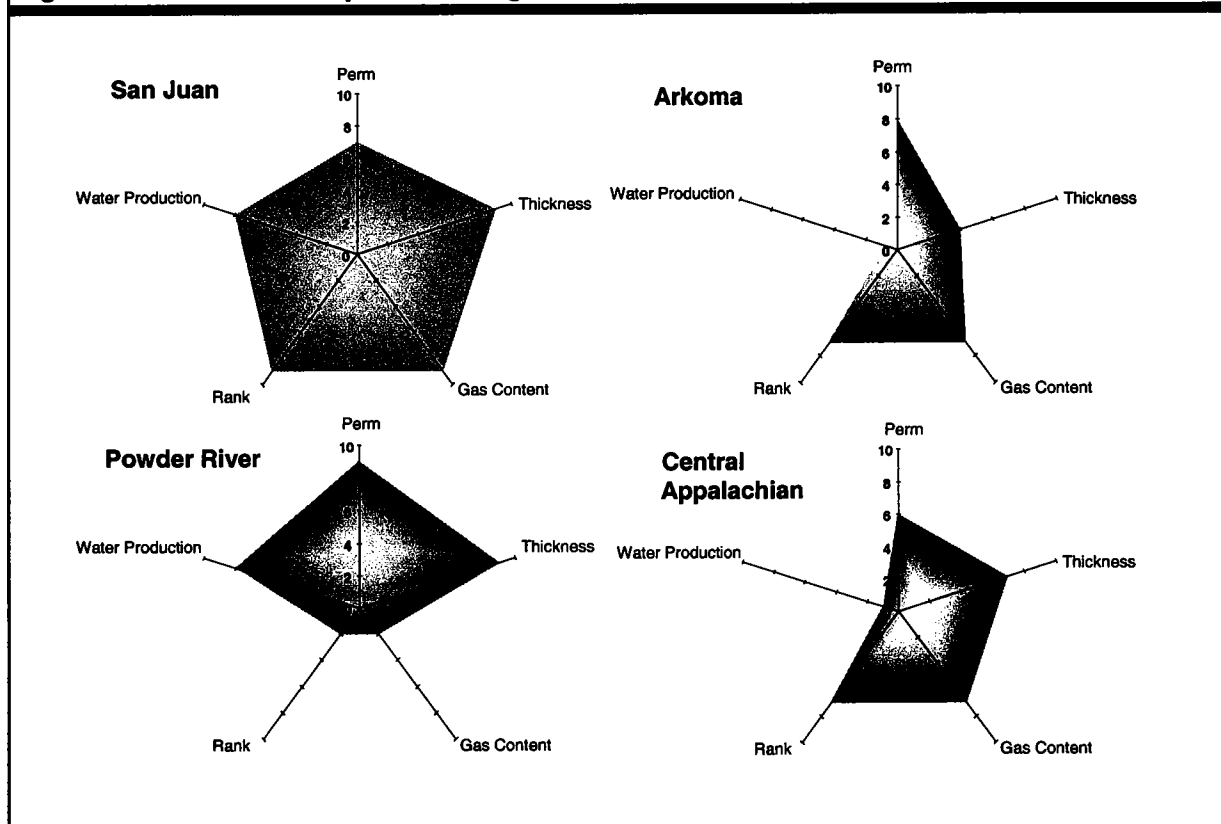 San Juan
Perm
10
8
2
0
Water Production
Thickness
Rank
Gas Content
Arkoma
Perm
10
8
6
4
2
0
Water Production
Thickness
Rank
Gas Content
Powder River
Perm
10
4
2
Water Production
Thickness
Rank
Gas Content
Central
Appalachian
Perm
10
8
6
4
2
Water Production
Thickness
Rank
Gas Content